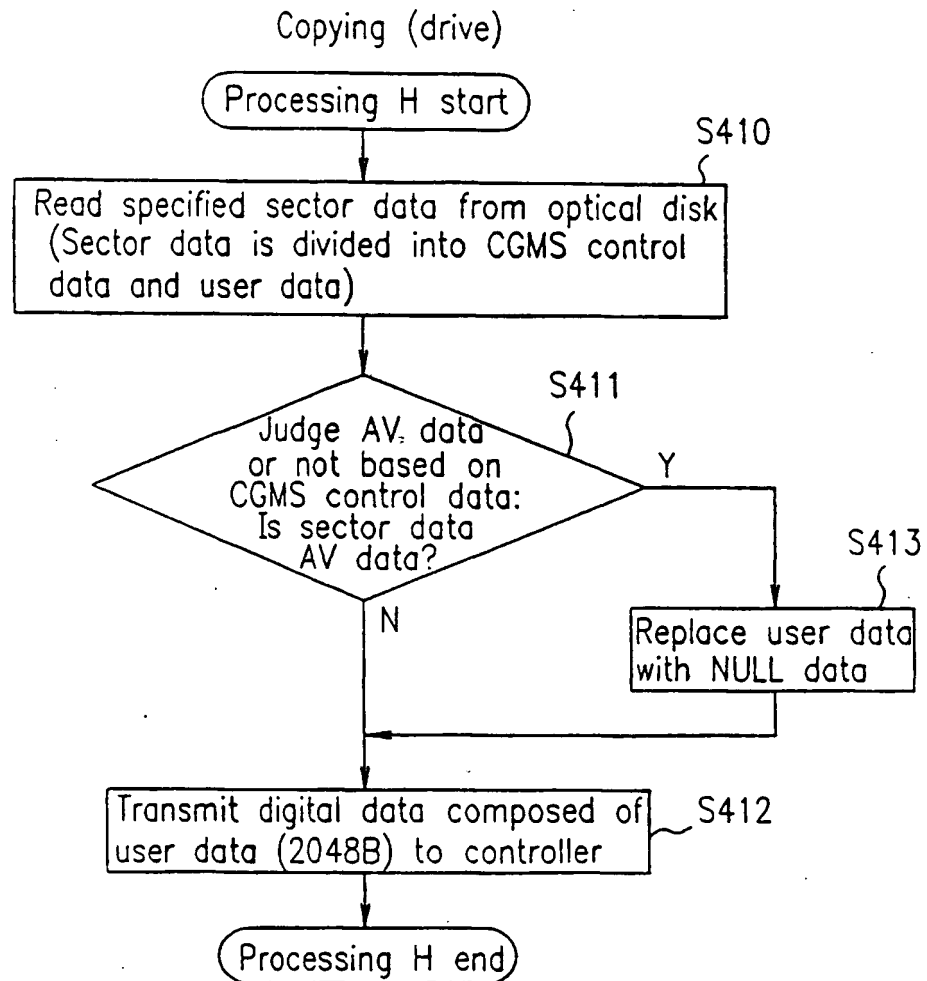 Copying (drive)
Processing H start
S410
Read specified sector data from optical disk
(Sector data is divided into CGMS control
data and user data)
S411
Judge AV data
or not based on
CGMS control data:
Is sector data
AV data?
Y
N
S413
Replace user data
with NULL data
Transmit digital data composed of
user data (2048B) to controller
S412
Processing H end